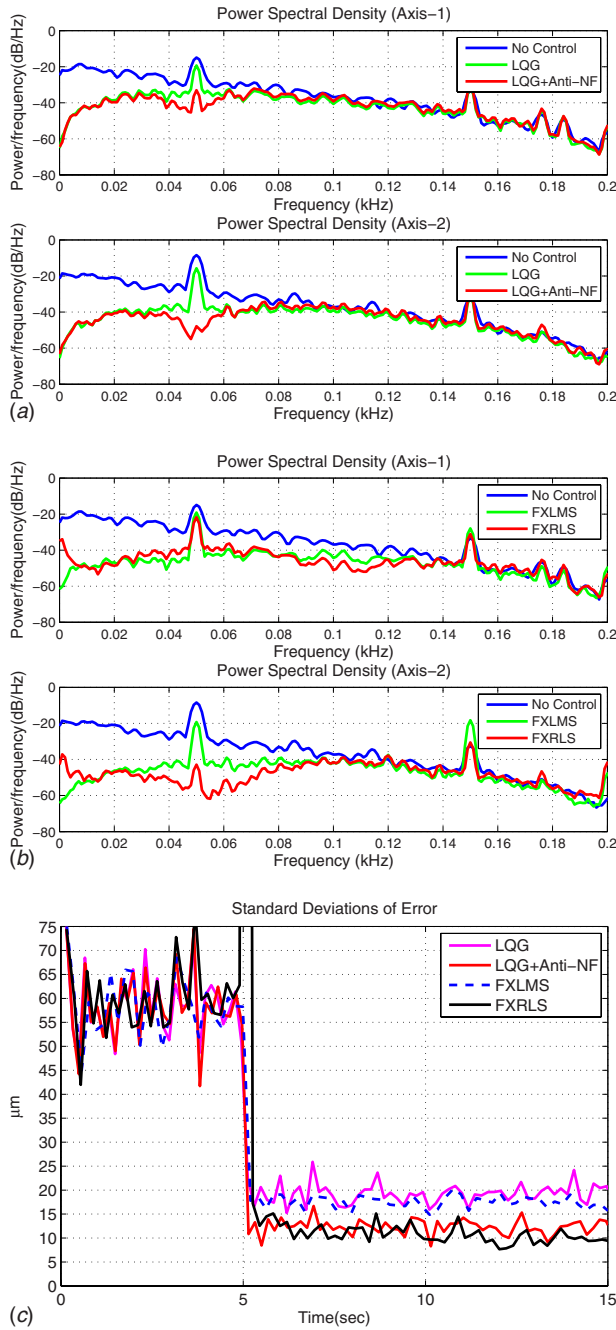 Power Spectral Density (Axis−1)
Power/frequency(dB/Hz)
0
−20
−40
−60
−80
No Control
LQG
LQG+Anti−NF
0 0.02 0.04 0.06 0.08 0.1 0.12 0.14 0.16 0.18 0.2
Frequency (kHz)
Power Spectral Density (Axis−2)
Power/frequency(dB/Hz)
0
−20
−40
−60
−80
No Control
LQG
LQG+Anti−NF
0 0.02 0.04 0.06 0.08 0.1 0.12 0.14 0.16 0.18 0.2
Frequency (kHz)
(a)
Power Spectral Density (Axis−1)
Power/frequency(dB/Hz)
0
−20
−40
−60
−80
No Control
FXLMS
FXRLS
0 0.02 0.04 0.06 0.08 0.1 0.12 0.14 0.16 0.18 0.2
Frequency (kHz)
Power Spectral Density (Axis−2)
Power/frequency(dB/Hz)
0
−20
−40
−60
−80
No Control
FXLMS
FXRLS
0 0.02 0.04 0.06 0.08 0.1 0.12 0.14 0.16 0.18 0.2
Frequency (kHz)
(b)
Standard Deviations of Error
μm
75
70
65
60
55
50
45
40
35
30
25
20
15
10
5
0
LQG
LQG+Anti−NF
FXLMS
FXRLS
0 5 10 15
Time(sec)
(c)